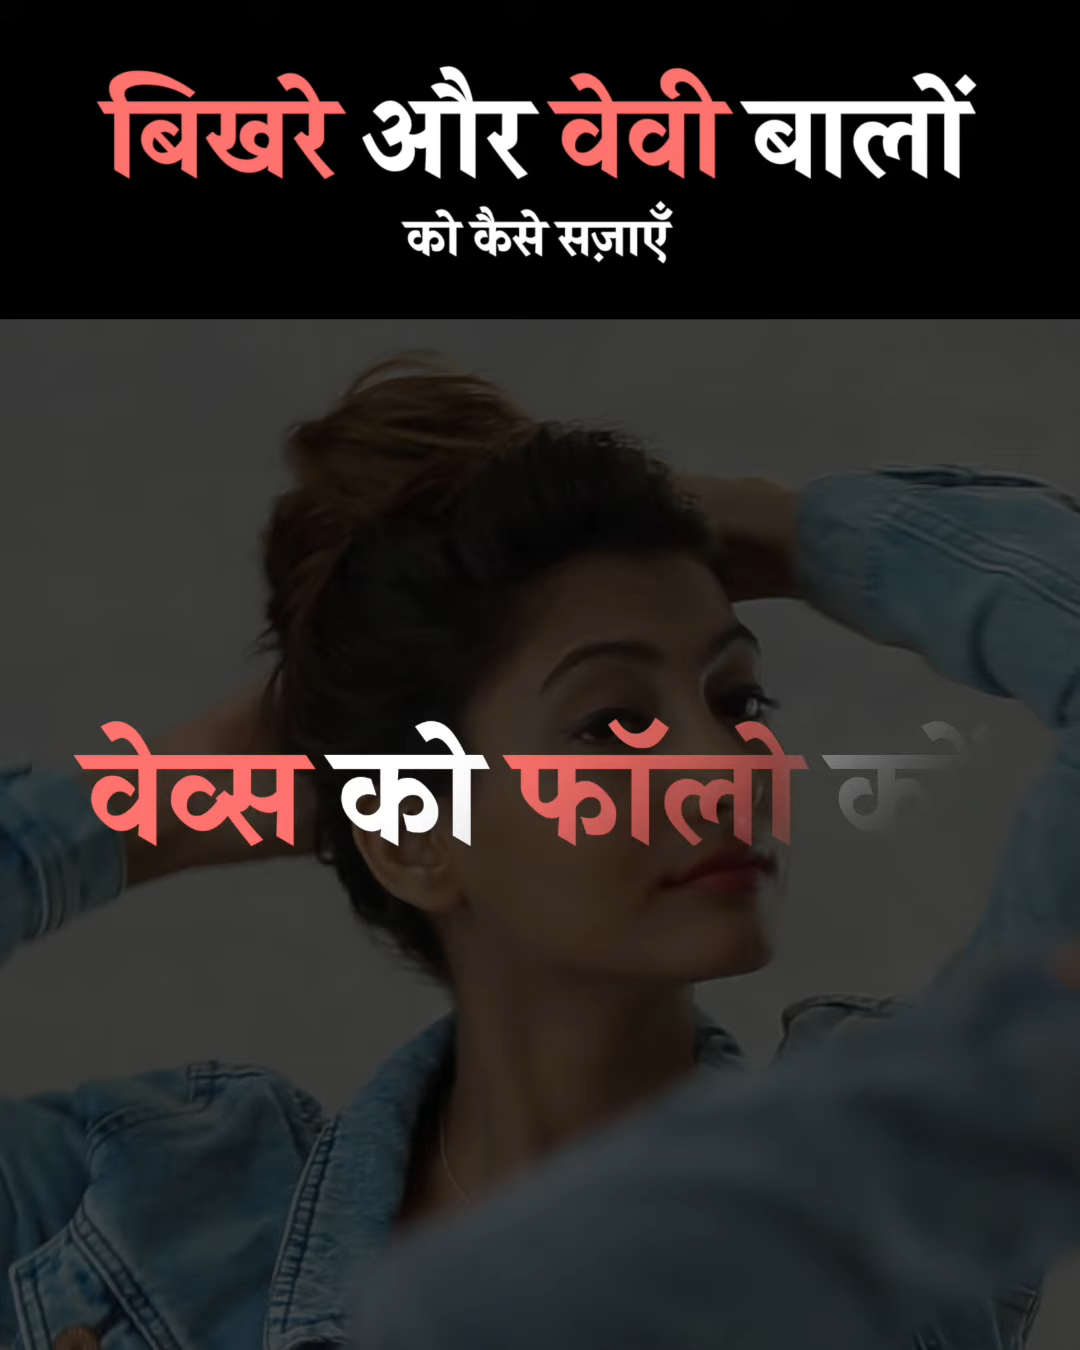 बिखरे और वेवी बालों
को कैसे सज़ाएँ
वेव्स को फॉलो